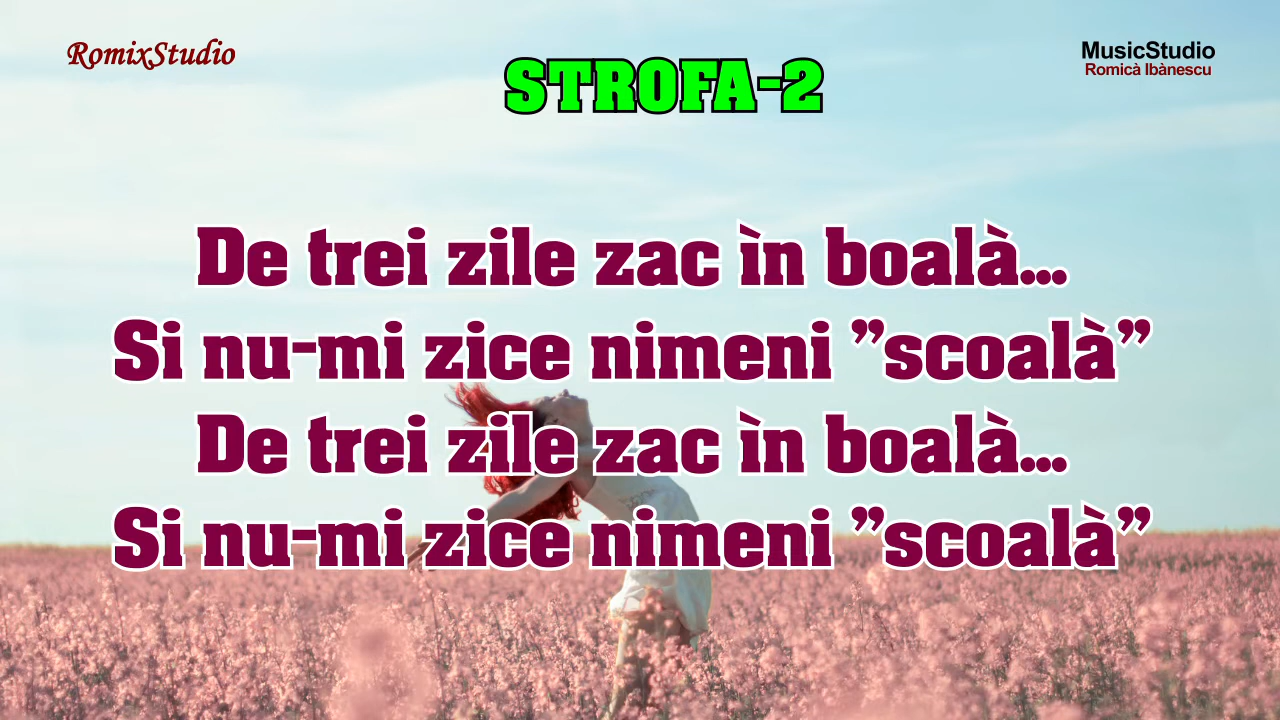 RomixStudio
MusicStudio
Romicà Ibànescu
STROFA-2
De trei zile zac ìn boalà...
Si nu-mi zice nimeni ”scoalà”
De trei zile zac ìn boalà...
Si nu-mi zice nimeni ”scoalà”